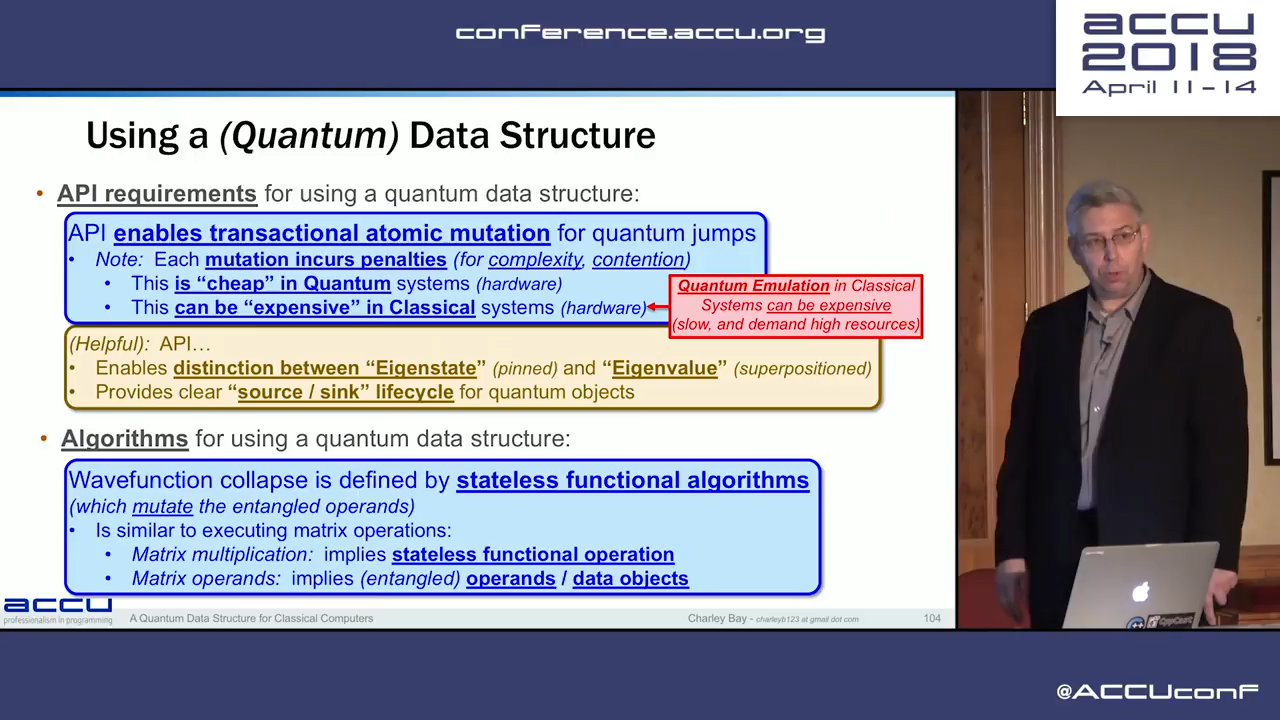 conference.accu.org
accu
2018
April 11-14
Using a (Quantum) Data Structure
• API requirements for using a quantum data structure:
API enables transactional atomic mutation for quantum jumps
• Note: Each mutation incurs penalties (for complexity, contention)
• This is “cheap” in Quantum systems (hardware)
• This can be “expensive” in Classical systems (hardware)
Quantum Emulation in Classical
Systems can be expensive
(slow, and demand high resources)
(Helpful): API…
• Enables distinction between “Eigenstate” (pinned) and “Eigenvalue” (superpositioned)
• Provides clear “source / sink” lifecycle for quantum objects
• Algorithms for using a quantum data structure:
Wavefunction collapse is defined by stateless functional algorithms
(which mutate the entangled operands)
• Is similar to executing matrix operations:
• Matrix multiplication: implies stateless functional operation
• Matrix operands: implies (entangled) operands / data objects
accu
professionalism in programming
A Quantum Data Structure for Classical Computers
Charley Bay - charleyb123 at gmail dot com
104
CppCast
@ACCUconf